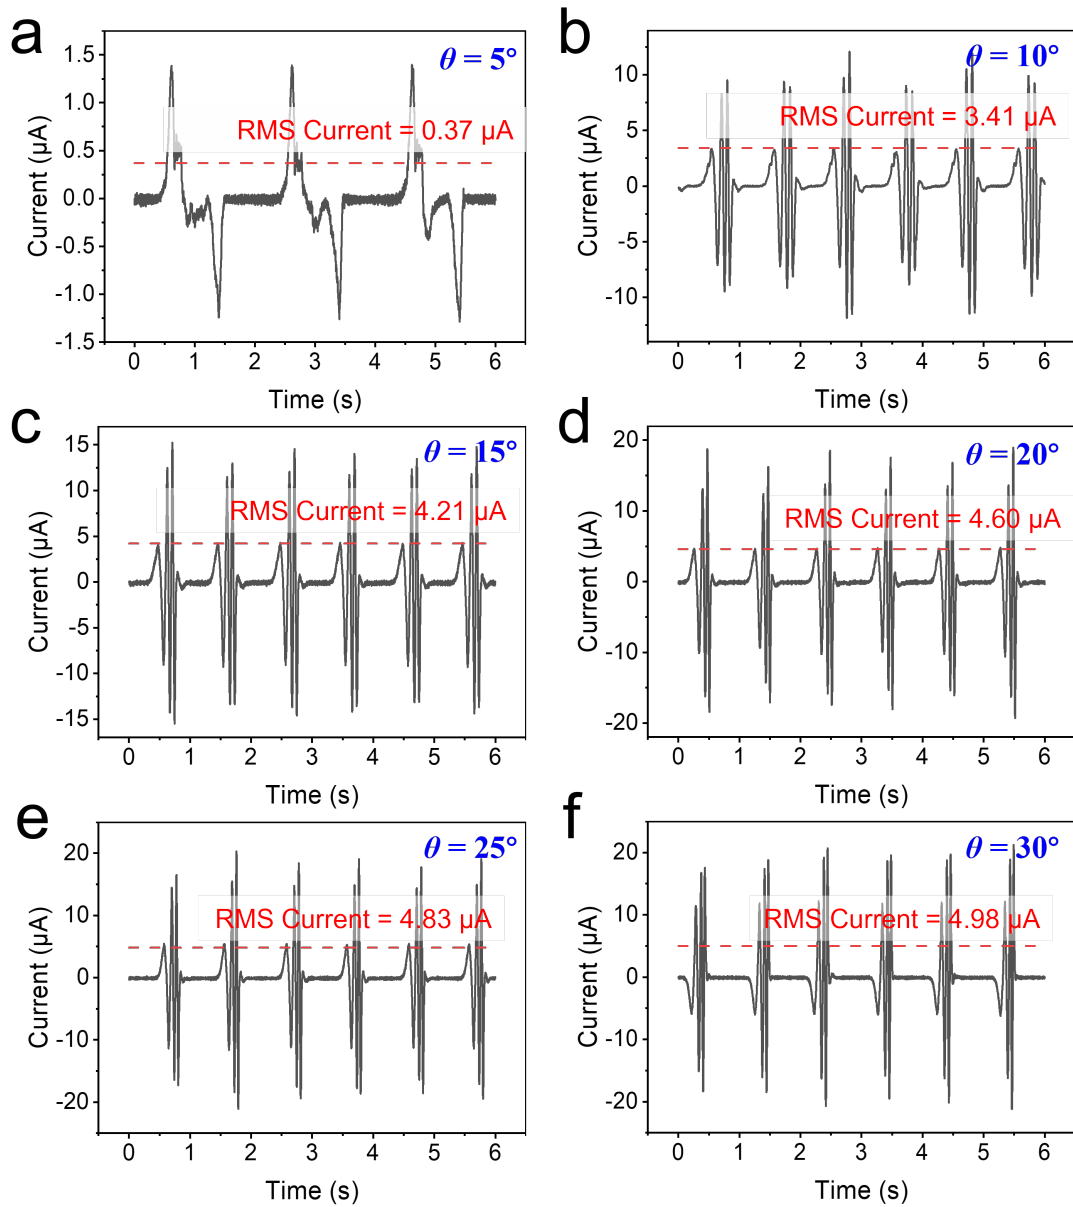 a
θ = 5°
RMS Current = 0.37 µA
Current (µA)
1.5
1.0
0.5
0.0
-0.5
-1.0
-1.5
0 1 2 3 4 5 6
Time (s)
b
θ = 10°
RMS Current = 3.41 µA
Current (µA)
10
5
0
-5
-10
0 1 2 3 4 5 6
Time (s)
c
θ = 15°
RMS Current = 4.21 µA
Current (µA)
15
10
5
0
-5
-10
-15
0 1 2 3 4 5 6
Time (s)
d
θ = 20°
RMS Current = 4.60 µA
Current (µA)
20
10
0
-10
-20
0 1 2 3 4 5 6
Time (s)
e
θ = 25°
RMS Current = 4.83 µA
Current (µA)
20
10
0
-10
-20
0 1 2 3 4 5 6
Time (s)
f
θ = 30°
RMS Current = 4.98 µA
Current (µA)
20
10
0
-10
-20
0 1 2 3 4 5 6
Time (s)